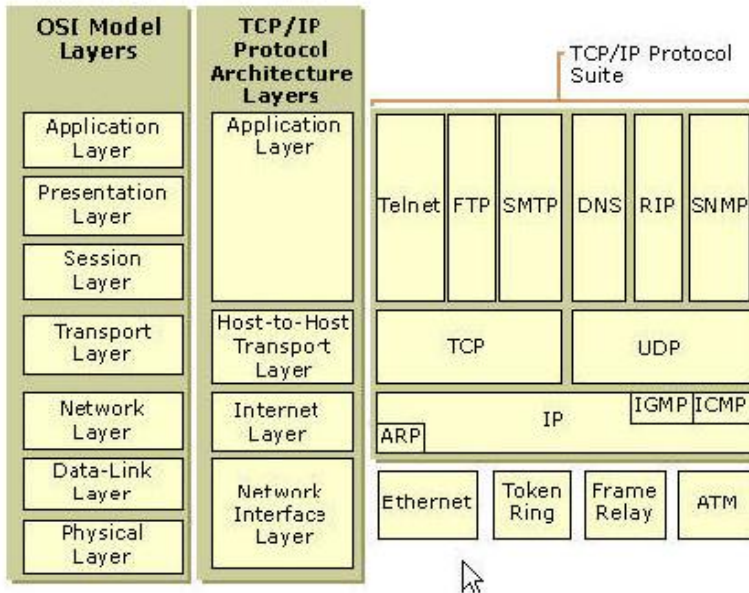 OSI Model
Layers
Application
Layer
Presentation
Layer
Session
Layer
Transport
Layer
Network
Layer
Data-Link
Layer
Physical
Layer
TCP/IP
Protocol
Architecture
Layers
Application
Layer
Host-to-Host
Transport
Layer
Internet
Layer
Network
Interface
Layer
TCP/IP Protocol
Suite
Telnet
FTP
SMTP
DNS
RIP
SNMP
TCP
UDP
IP
IGMP
ICMP
ARP
Ethernet
Token
Ring
Frame
Relay
ATM